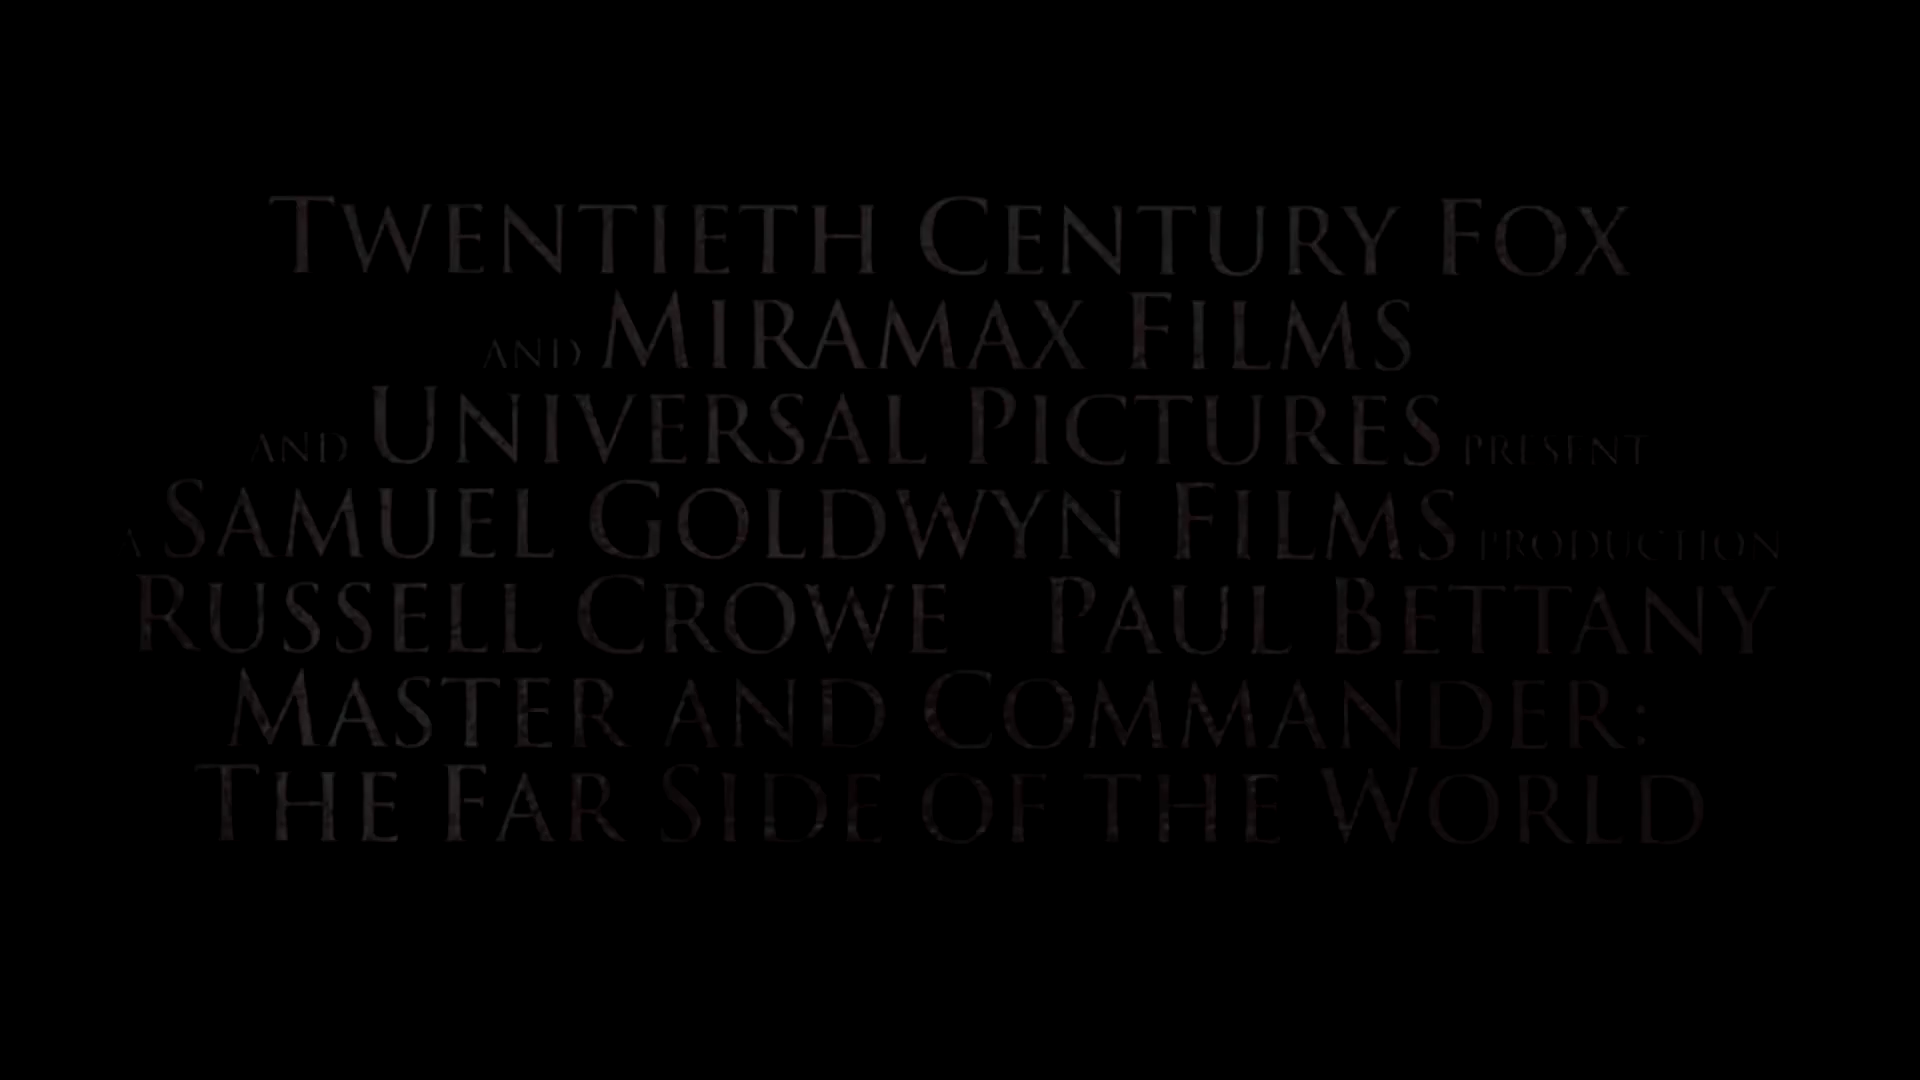 TWENTIETH CENTURY FOX
AND MIRAMAX FILMS
AND UNIVERSAL PICTURES PRESENT
A SAMUEL GOLDWYN FILMS PRODUCTION
RUSSELL CROWE PAUL BETTANY
MASTER AND COMMANDER:
THE FAR SIDE OF THE WORLD